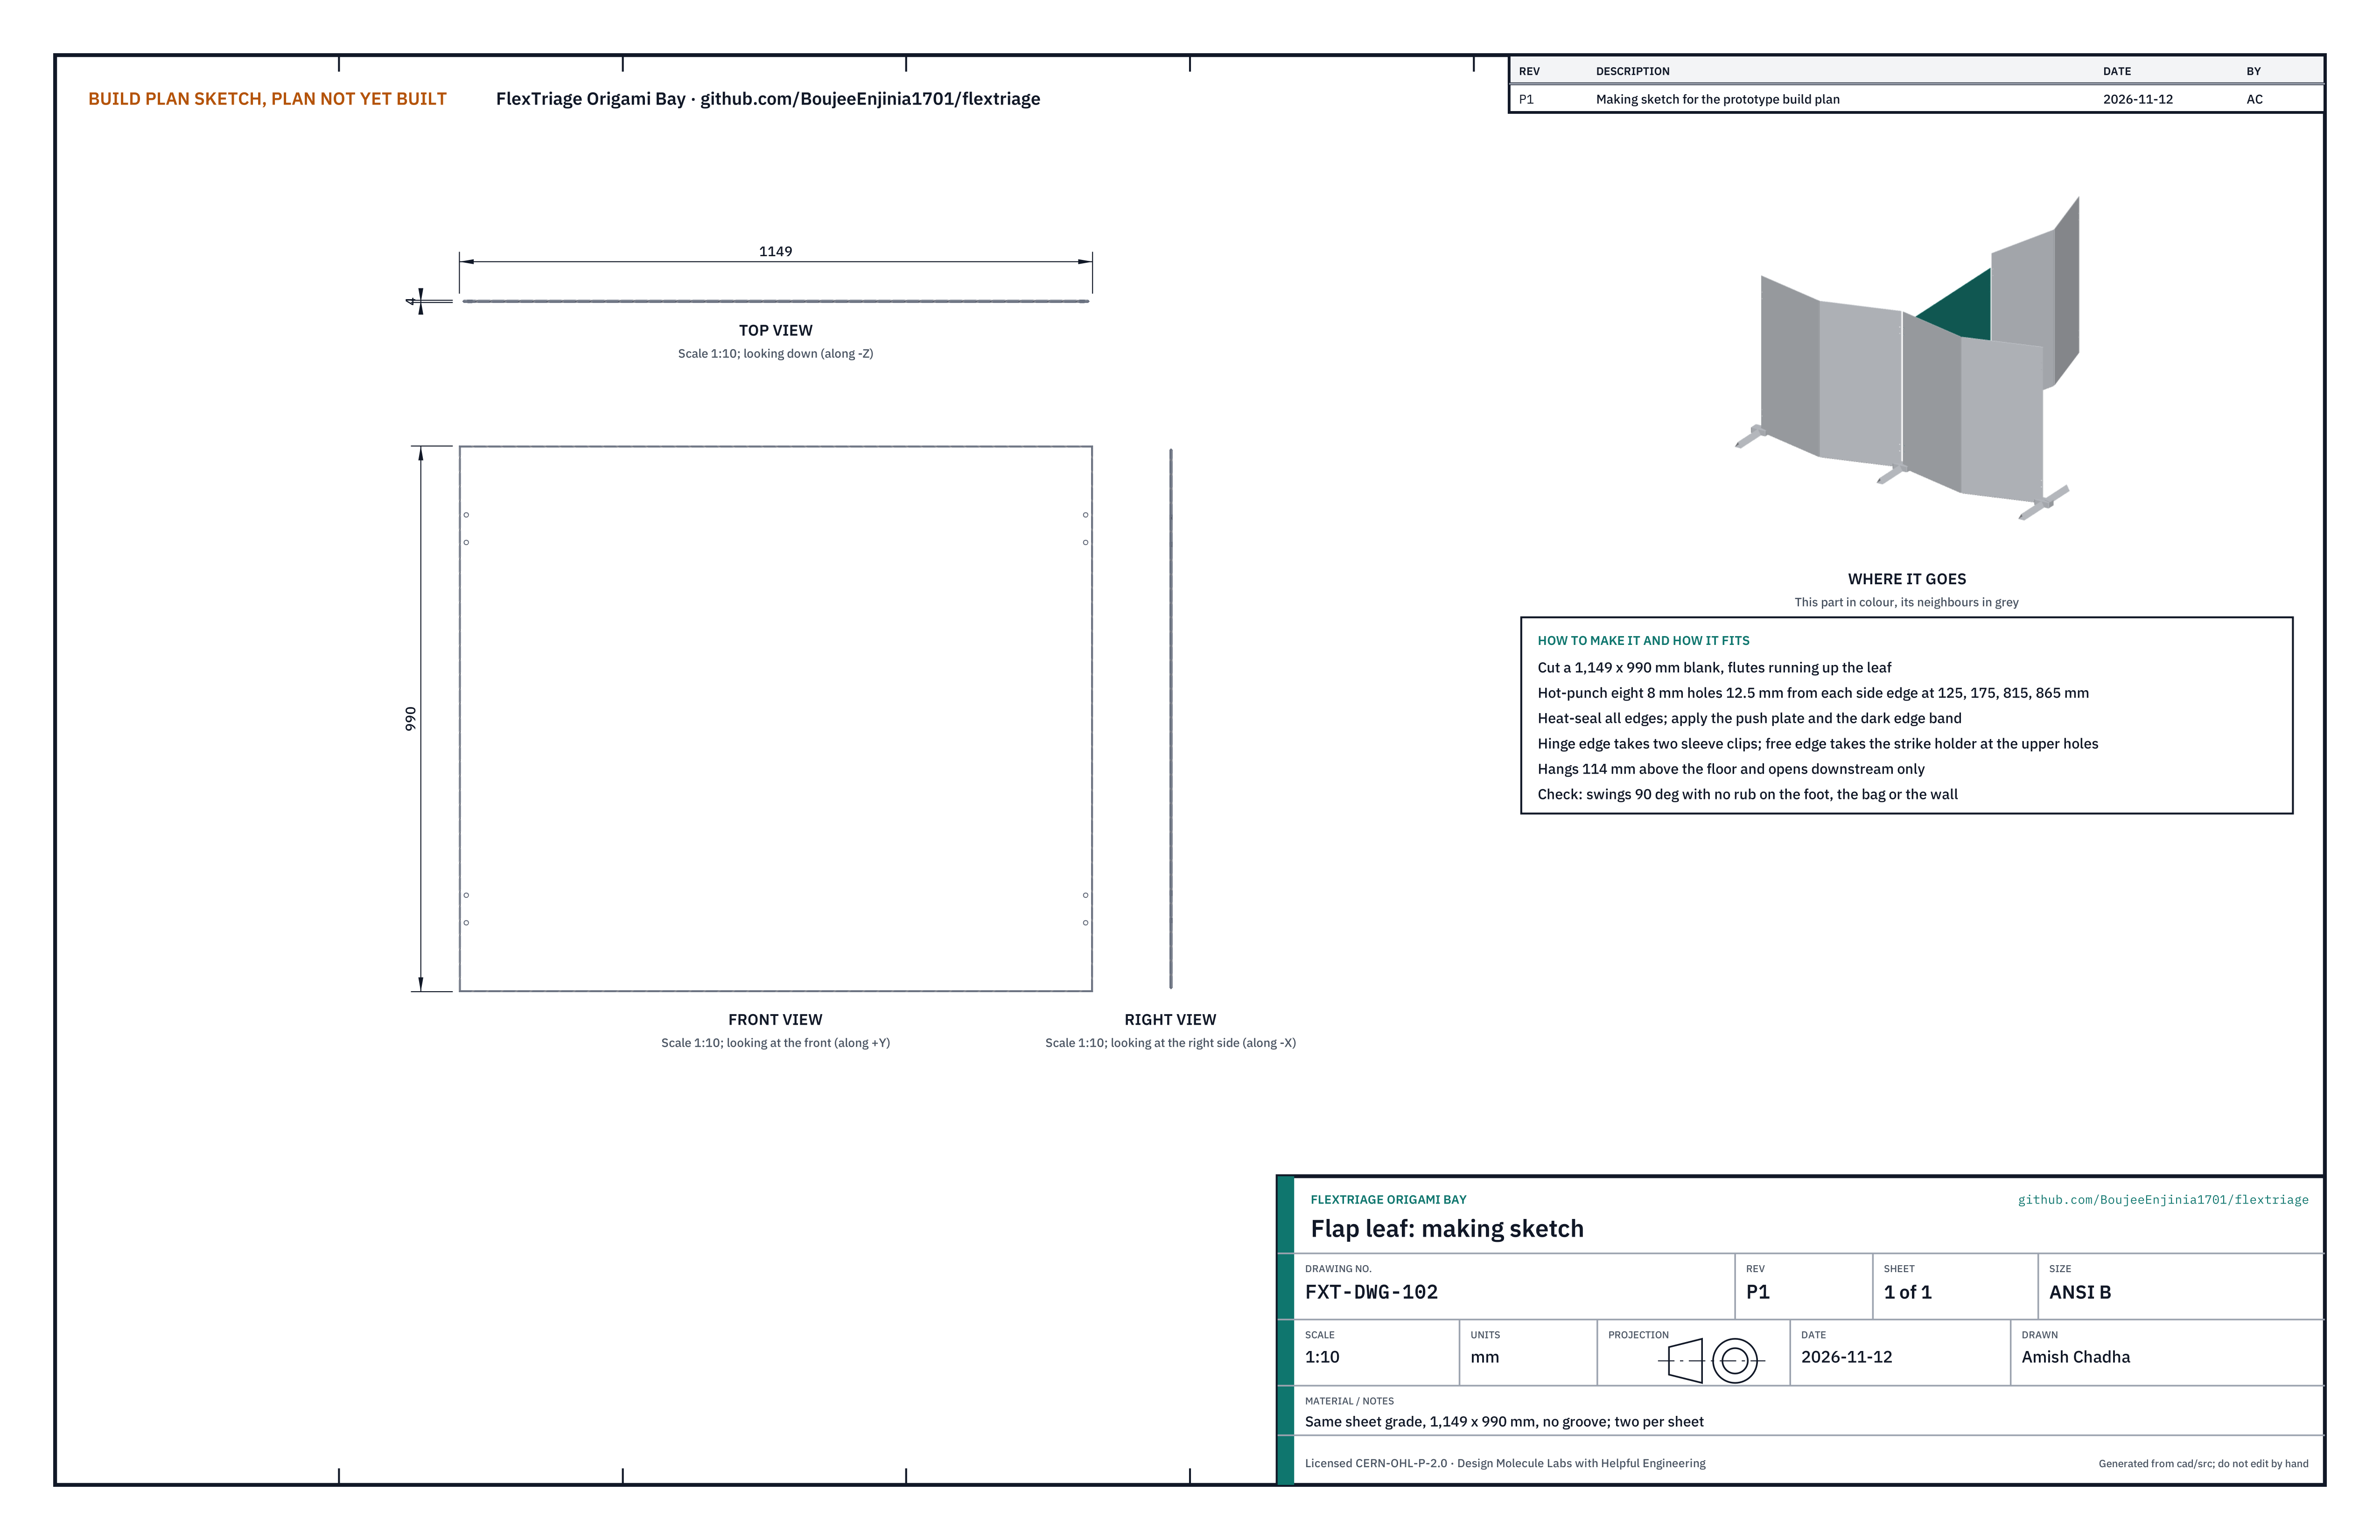 BUILD PLAN SKETCH, PLAN NOT YET BUILT
FlexTriage Origami Bay · github.com/BoujeeEnjinia1701/flextriage
REV DESCRIPTION DATE BY
P1 Making sketch for the prototype build plan 2026-11-12 AC
1149
4
TOP VIEW
Scale 1:10; looking down (along -Z)
990
FRONT VIEW
Scale 1:10; looking at the front (along +Y)
RIGHT VIEW
Scale 1:10; looking at the right side (along -X)
WHERE IT GOES
This part in colour, its neighbours in grey
HOW TO MAKE IT AND HOW IT FITS
Cut a 1,149 x 990 mm blank, flutes running up the leaf
Hot-punch eight 8 mm holes 12.5 mm from each side edge at 125, 175, 815, 865 mm
Heat-seal all edges; apply the push plate and the dark edge band
Hinge edge takes two sleeve clips; free edge takes the strike holder at the upper holes
Hangs 114 mm above the floor and opens downstream only
Check: swings 90 deg with no rub on the foot, the bag or the wall
FLEXTRIAGE ORIGAMI BAY
github.com/BoujeeEnjinia1701/flextriage
Flap leaf: making sketch
DRAWING NO. REV SHEET SIZE
FXT-DWG-102 P1 1 of 1 ANSI B
SCALE UNITS PROJECTION DATE DRAWN
1:10 mm 2026-11-12 Amish Chadha
MATERIAL / NOTES
Same sheet grade, 1,149 x 990 mm, no groove; two per sheet
Licensed CERN-OHL-P-2.0 · Design Molecule Labs with Helpful Engineering
Generated from cad/src; do not edit by hand